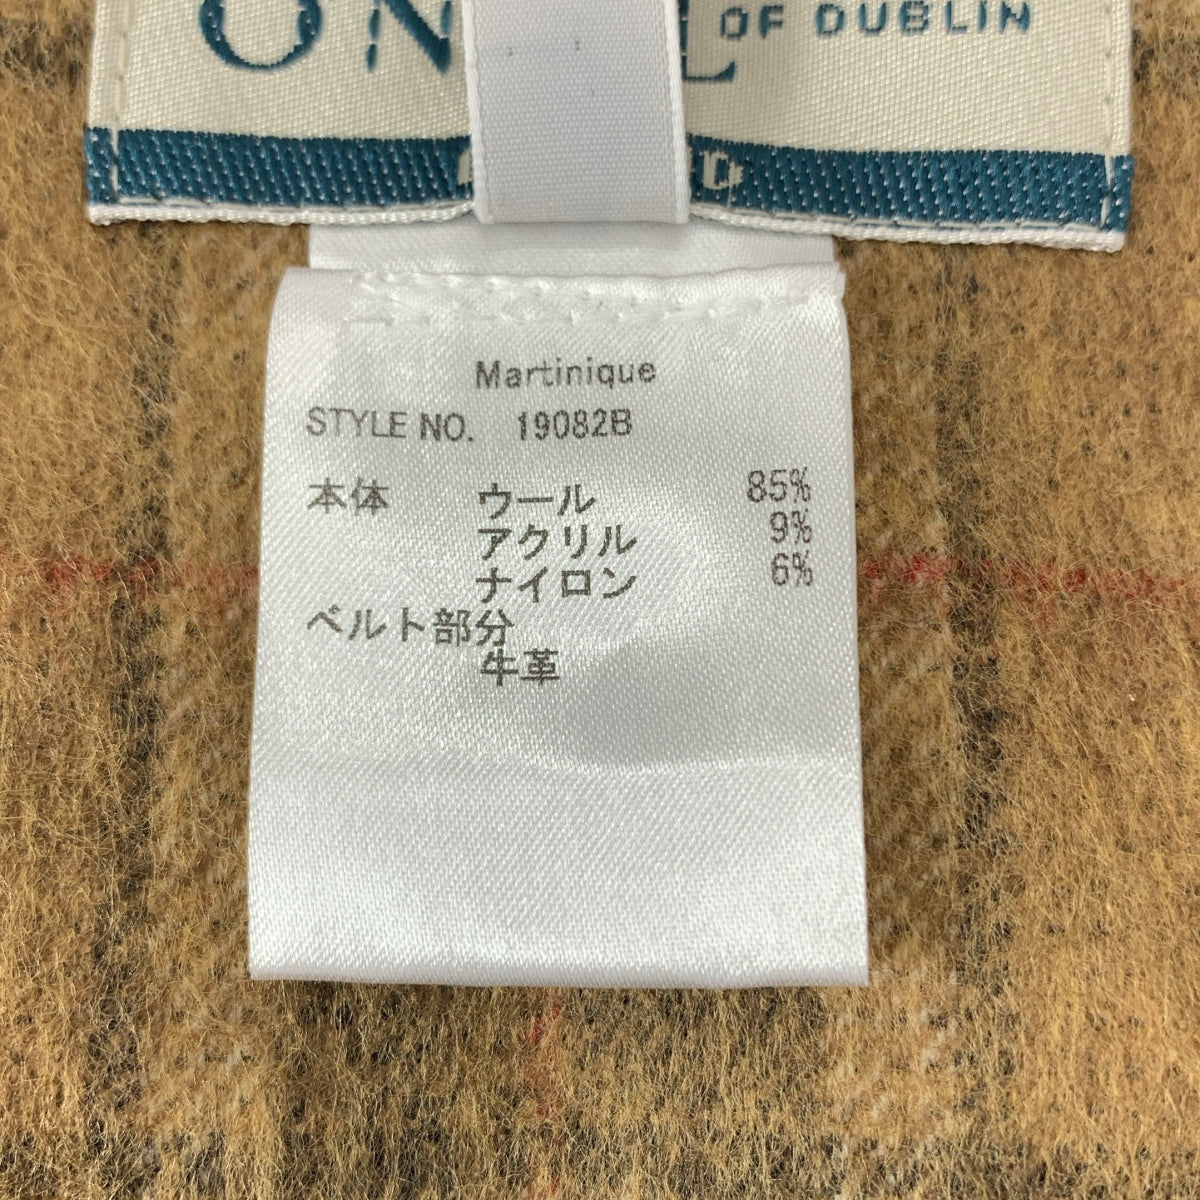 OF DUBLIN
Martinique
STYLE NO. 19082B
本体 ウール 85%
アクリル 9%
ナイロン 6%
ベルト部分
牛革